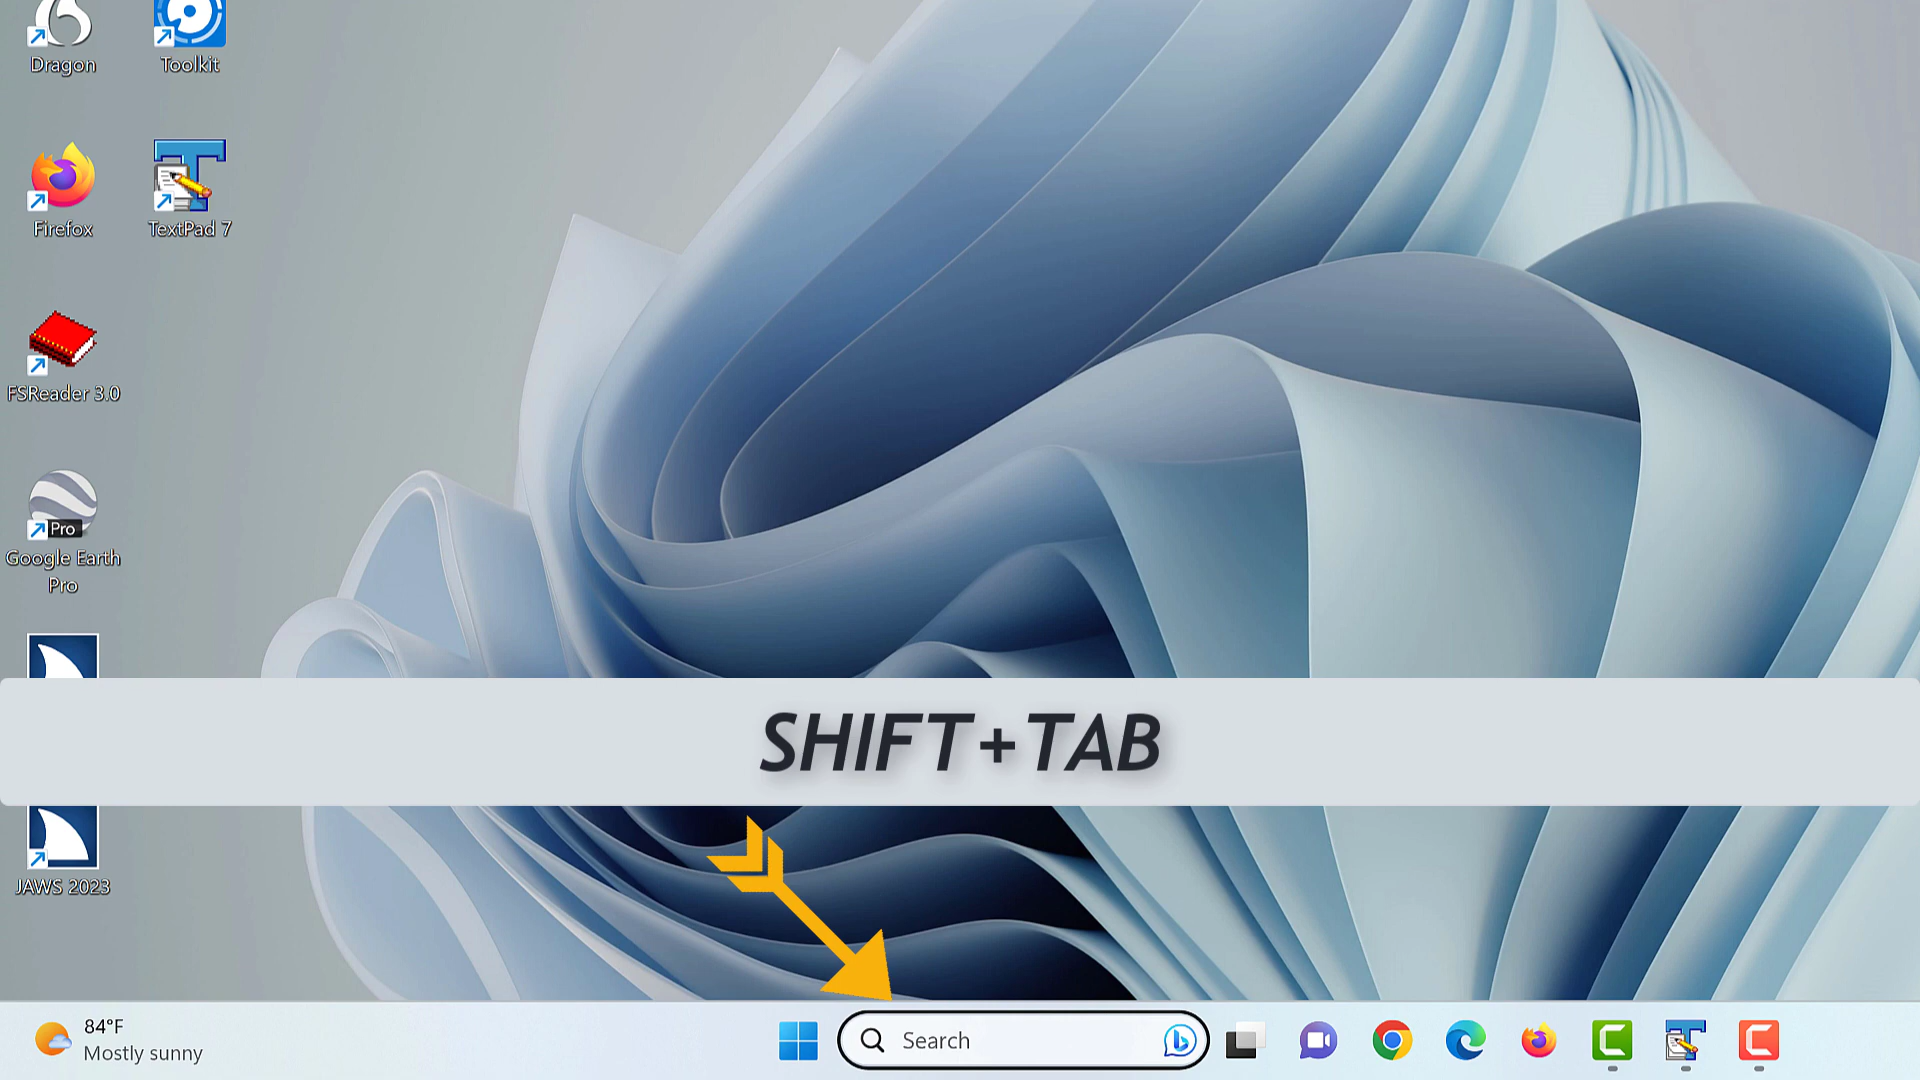 Dragon
Toolkit
Firefox
TextPad 7
FSReader 3.0
Pro
Google Earth
Pro
SHIFT+TAB
JAWS 2023
84°F
Mostly sunny
Search